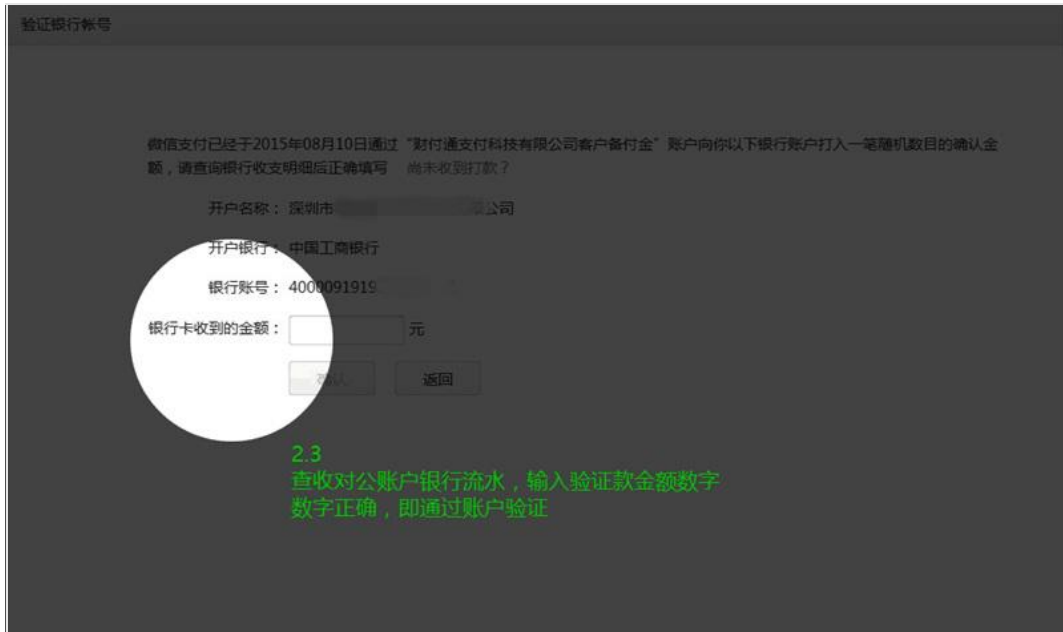 验证银行帐号
微信支付已经于2015年08月10日通过“财付通支付科技有限公司客户备付金”账户向你以下银行账户打入一笔随机数目的确认金
额，请查询银行收支明细后正确填写 尚未收到打款？
开户名称： 深圳市 公司
开户银行： 中国工商银行
银行账号： 4000091919
银行卡收到的金额： 元
确认 返回
2.3
查收对公账户银行流水，输入验证款金额数字
数字正确，即通过账户验证